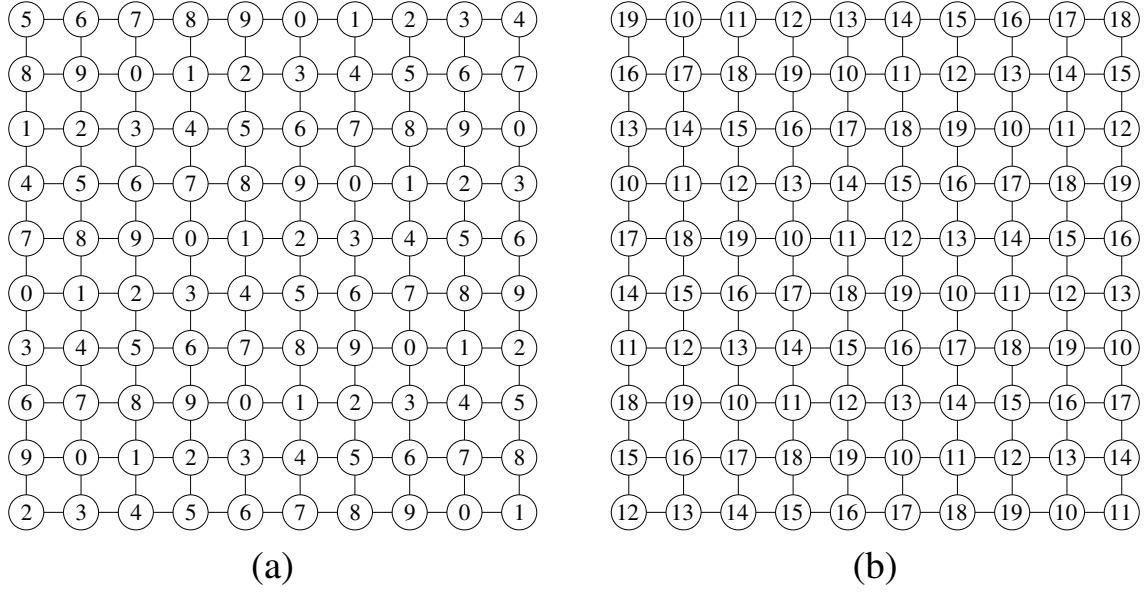 5 6 7 8 9 0 1 2 3 4 19 10 11 12 13 14 15 16 17 18
8 9 0 1 2 3 4 5 6 7 16 17 18 19 10 11 12 13 14 15
1 2 3 4 5 6 7 8 9 0 13 14 15 16 17 18 19 10 11 12
4 5 6 7 8 9 0 1 2 3 10 11 12 13 14 15 16 17 18 19
7 8 9 0 1 2 3 4 5 6 17 18 19 10 11 12 13 14 15 16
0 1 2 3 4 5 6 7 8 9 14 15 16 17 18 19 10 11 12 13
3 4 5 6 7 8 9 0 1 2 11 12 13 14 15 16 17 18 19 10
6 7 8 9 0 1 2 3 4 5 18 19 10 11 12 13 14 15 16 17
9 0 1 2 3 4 5 6 7 8 15 16 17 18 19 10 11 12 13 14
2 3 4 5 6 7 8 9 0 1 12 13 14 15 16 17 18 19 10 11
(a) (b)